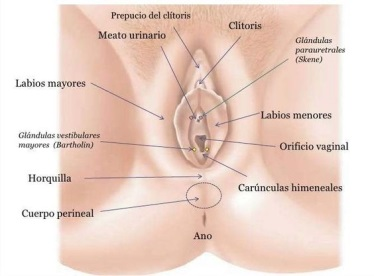 Prepucio del clítoris
Meato urinario
Clítoris
Glándulas
parauretrales
(Skene)
Labios mayores
Labios menores
Glándulas vestibulares
mayores (Bartholin)
Orificio vaginal
Horquilla
Carúnculas himeneales
Cuerpo perineal
Ano